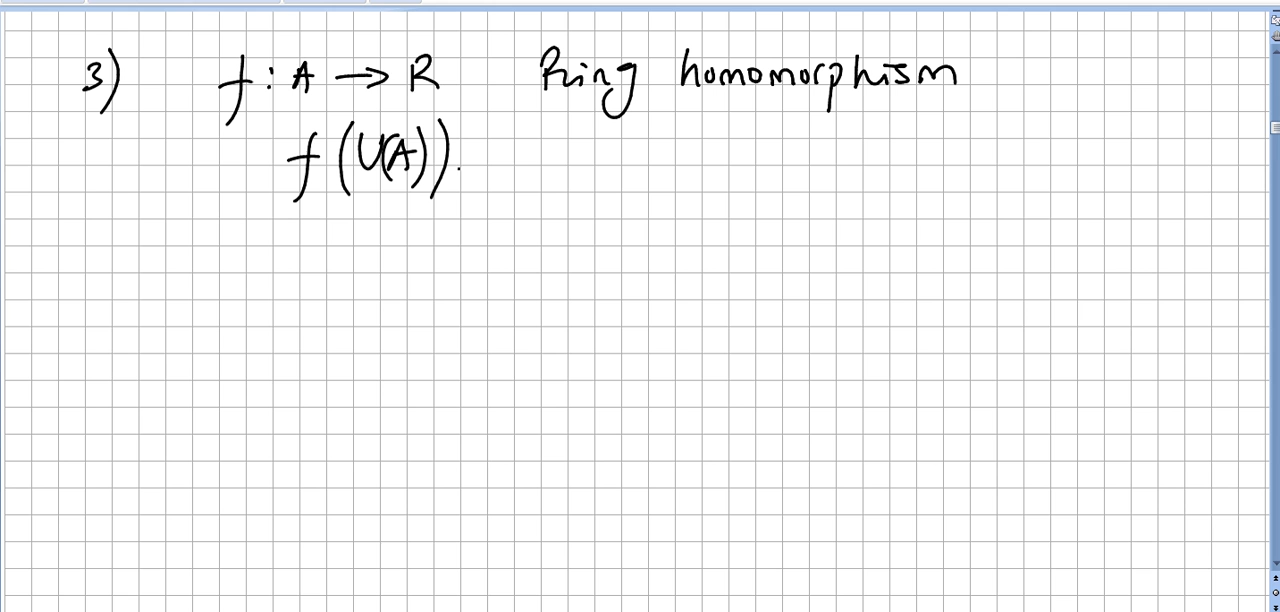 3) f : A → R Ring homomorphism
f (U(A)).